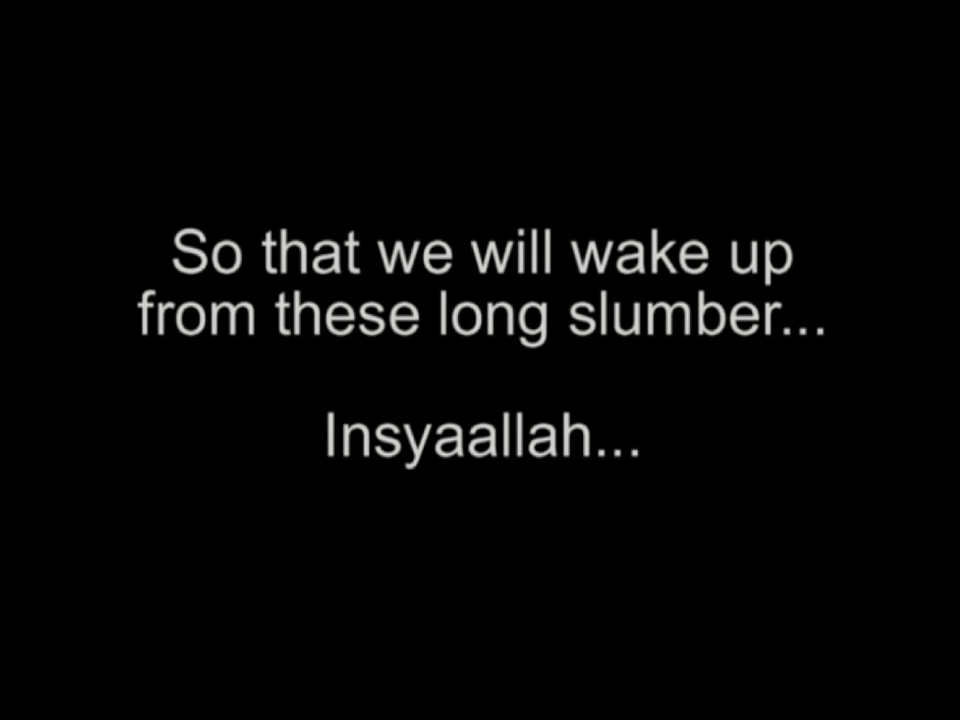 So that we will wake up
from these long slumber...
Insyaallah...